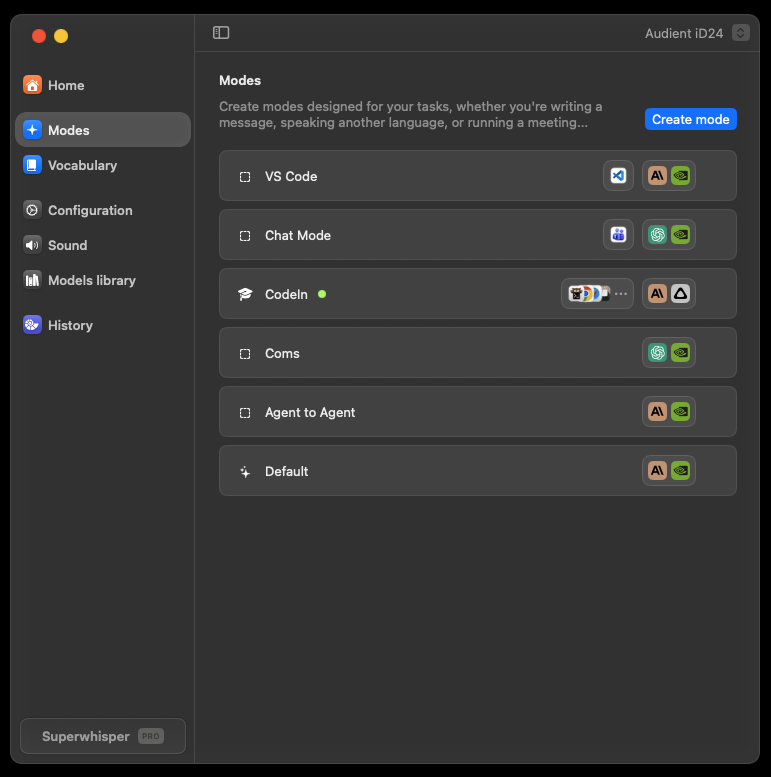 Audient iD24
Home
Modes
Vocabulary
Configuration
Sound
Models library
History
Superwhisper PRO
Modes
Create modes designed for your tasks, whether you're writing a
message, speaking another language, or running a meeting...
Create mode
VS Code
Chat Mode
CodeIn
Coms
Agent to Agent
Default